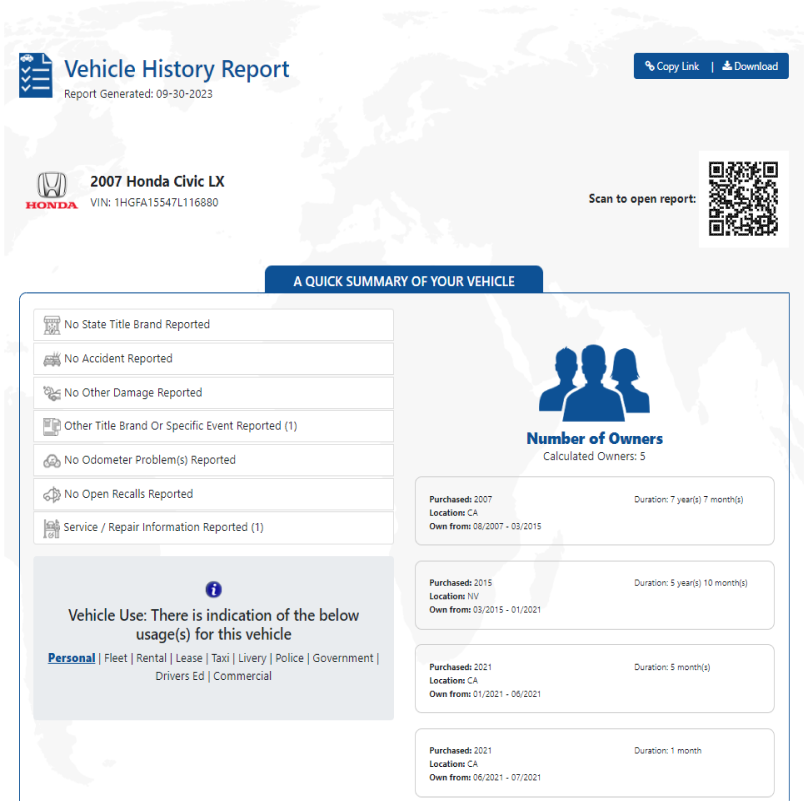 Vehicle History Report
Report Generated: 09-30-2023
Copy Link | Download
HONDA
2007 Honda Civic LX
VIN: 1HGFA15547L116880
Scan to open report:
A QUICK SUMMARY OF YOUR VEHICLE
No State Title Brand Reported
No Accident Reported
No Other Damage Reported
Other Title Brand Or Specific Event Reported (1)
No Odometer Problem(s) Reported
No Open Recalls Reported
Service / Repair Information Reported (1)
Vehicle Use: There is indication of the below
usage(s) for this vehicle
Personal | Fleet | Rental | Lease | Taxi | Livery | Police | Government |
Drivers Ed | Commercial
Number of Owners
Calculated Owners: 5
Purchased: 2007
Duration: 7 year(s) 7 month(s)
Location: CA
Own from: 08/2007 - 03/2015
Purchased: 2015
Duration: 5 year(s) 10 month(s)
Location: NV
Own from: 03/2015 - 01/2021
Purchased: 2021
Duration: 5 month(s)
Location: CA
Own from: 01/2021 - 06/2021
Purchased: 2021
Duration: 1 month
Location: CA
Own from: 06/2021 - 07/2021